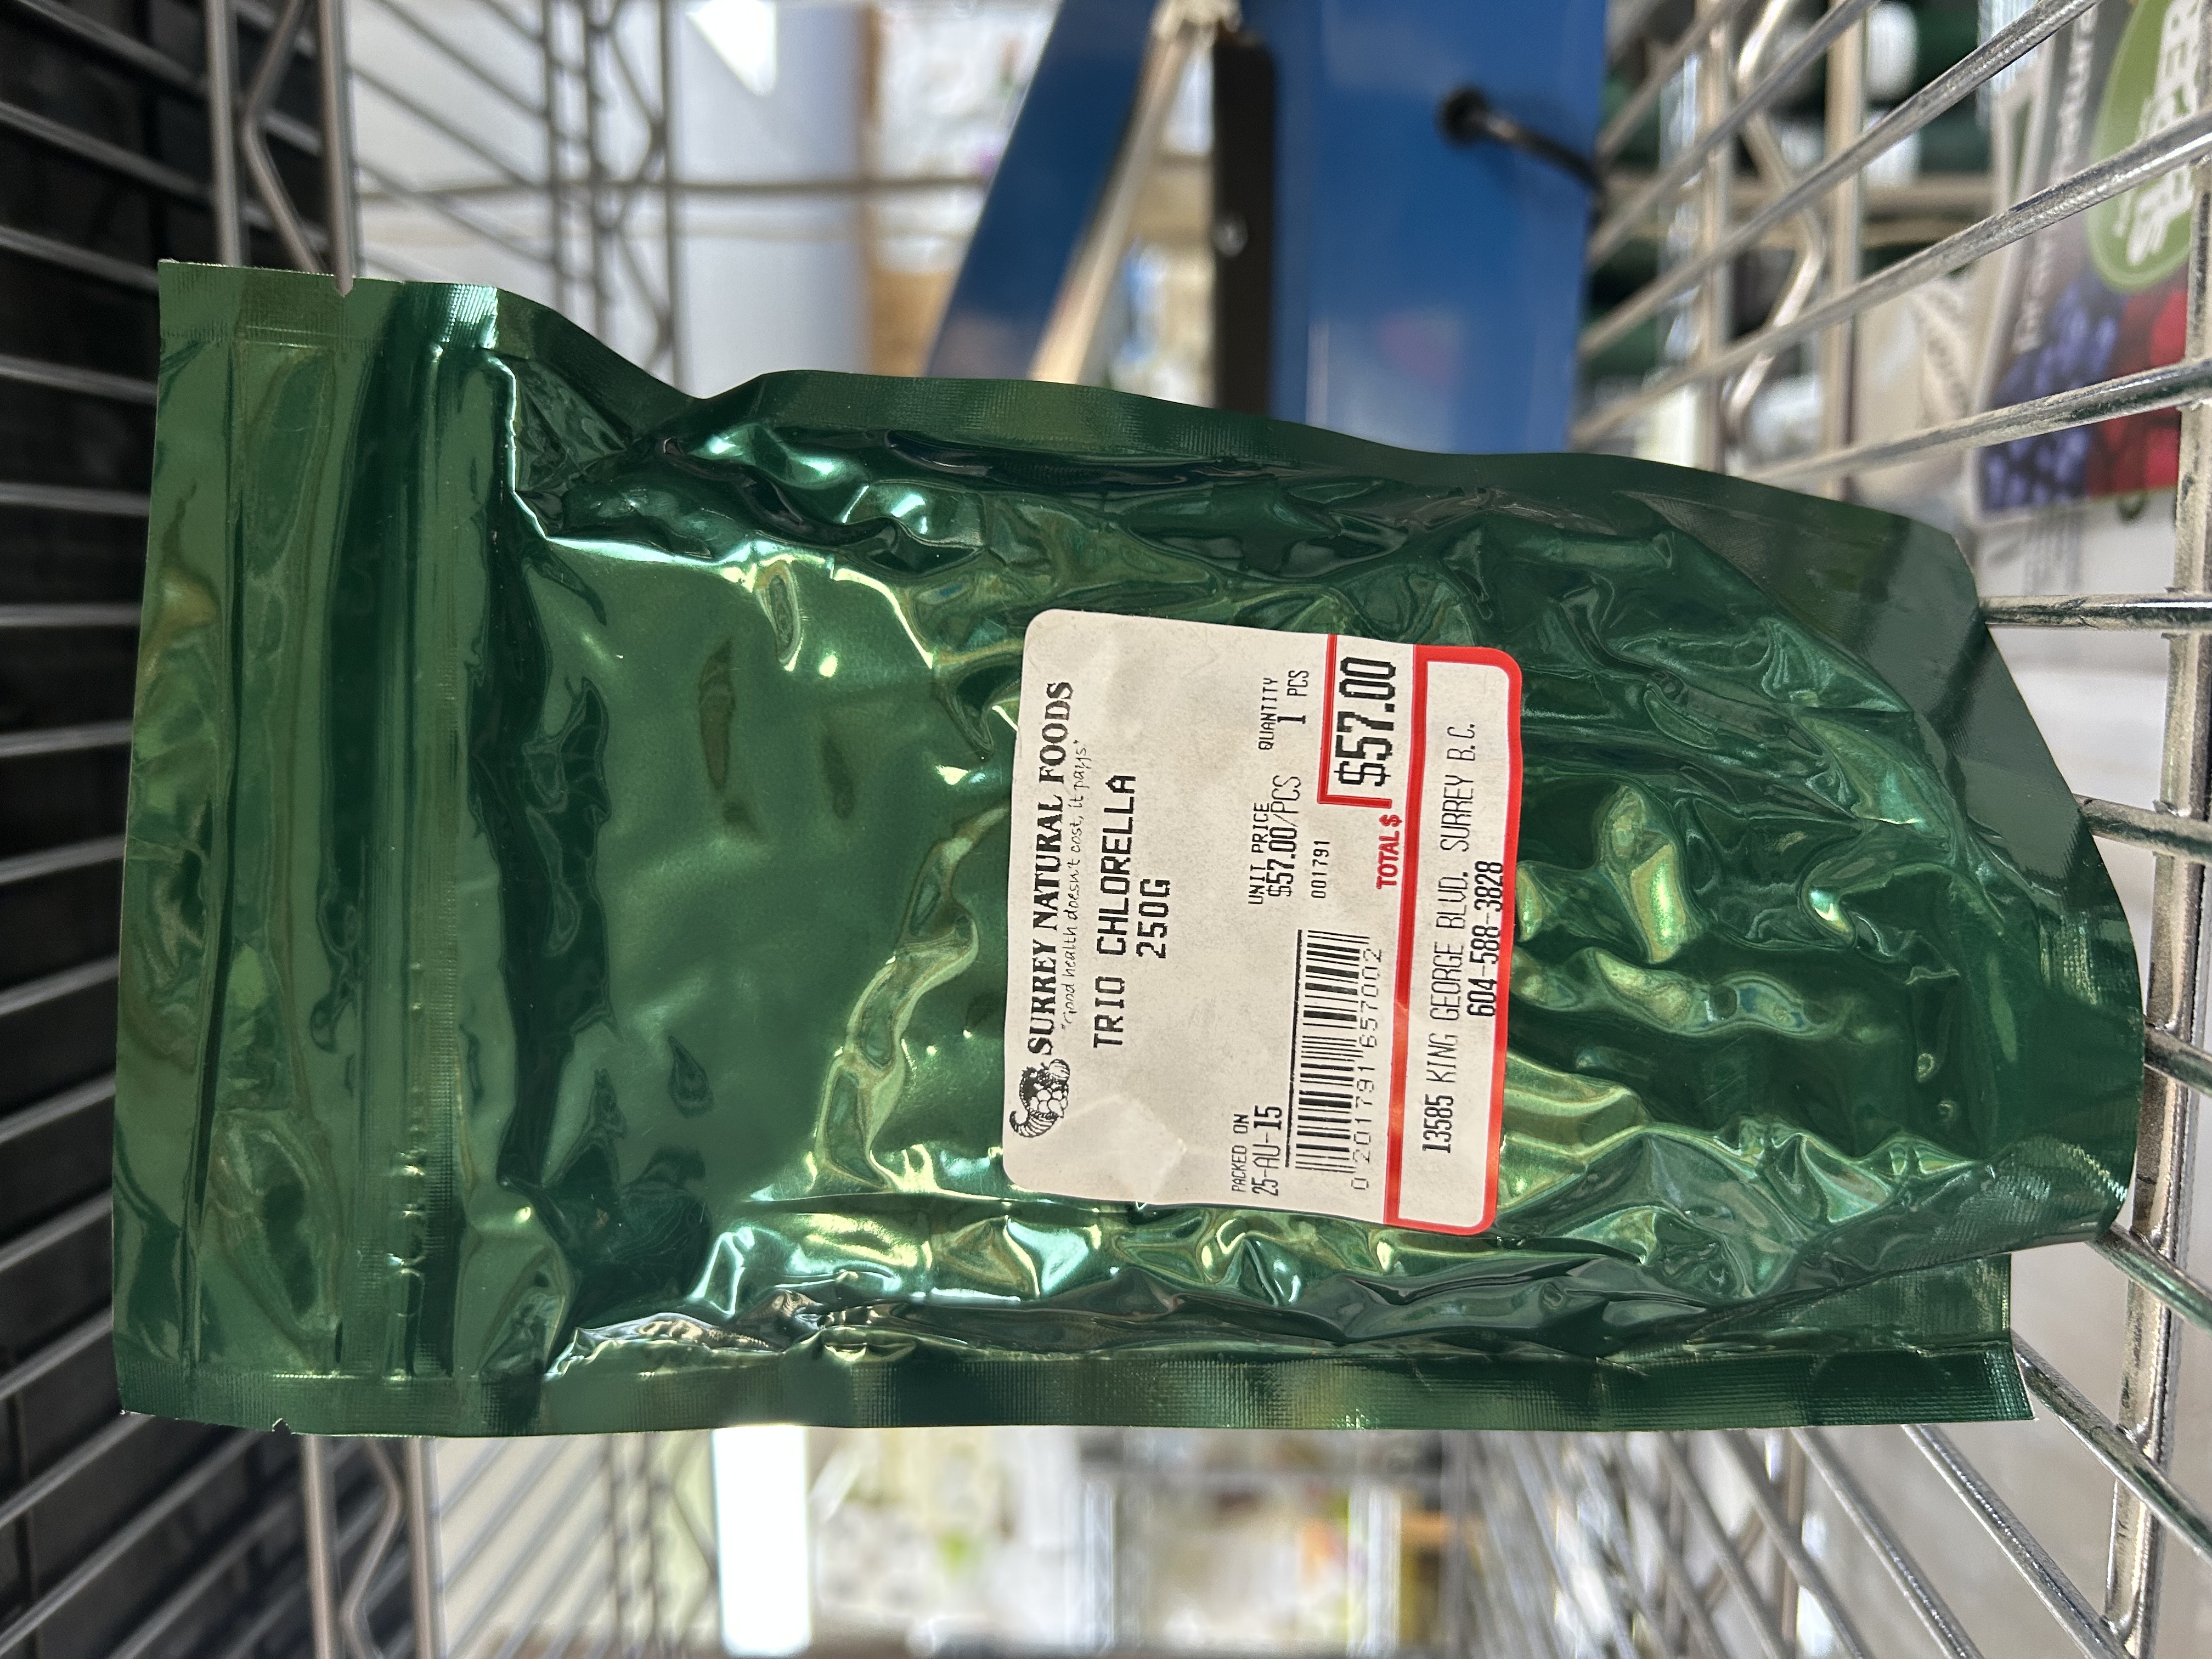 SURREY NATURAL FOODS
"Good health doesn't cost, it pays"
TRIO CHLORELLA
250G
PACKED ON
25-AU-15
UNIT PRICE
$57.00/PCS
QUANTITY
1 PCS
001791
0 201791 657002
TOTAL $
$57.00
13585 KING GEORGE BLVD. SURREY B.C.
604-588-3828